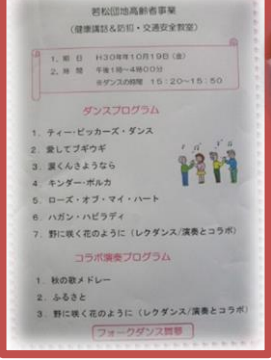 若松団地高齢者事業
（健康講話＆防犯・交通安全教室）
1．期 日 H30年10月19日（金）
2．時 間 午後1時～4時00分
※ダンスの時間 15：20～15：50
ダンスプログラム
1．ティー・ピッカーズ・ダンス
2．愛してブギウギ
3．涙くんさようなら
4．キンダー・ポルカ
5．ローズ・オブ・マイ・ハート
6．ハガン・ハピラディ
7．野に咲く花のように（レクダンス/演奏とコラボ）
コラボ演奏プログラム
1．秋の歌メドレー
2．ふるさと
3．野に咲く花のように（レクダンス/演奏とコラボ）
フォークダンス